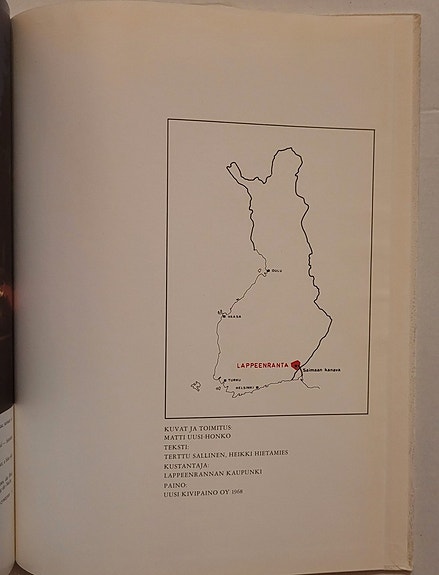 OULU
VAASA
LAPPEENRANTA
Saimaan kanava
TURKU
HELSINKI
KUVAT JA TOIMITUS
MATTI UUSI-HONKO
TEKSTI:
TERTTU SALLINEN, HEIKKI HIETAMIES
KUSTANTAJA:
LAPPEENRANNAN KAUPUNKI
PAINO:
UUSI KIVIPAINO OY 1968